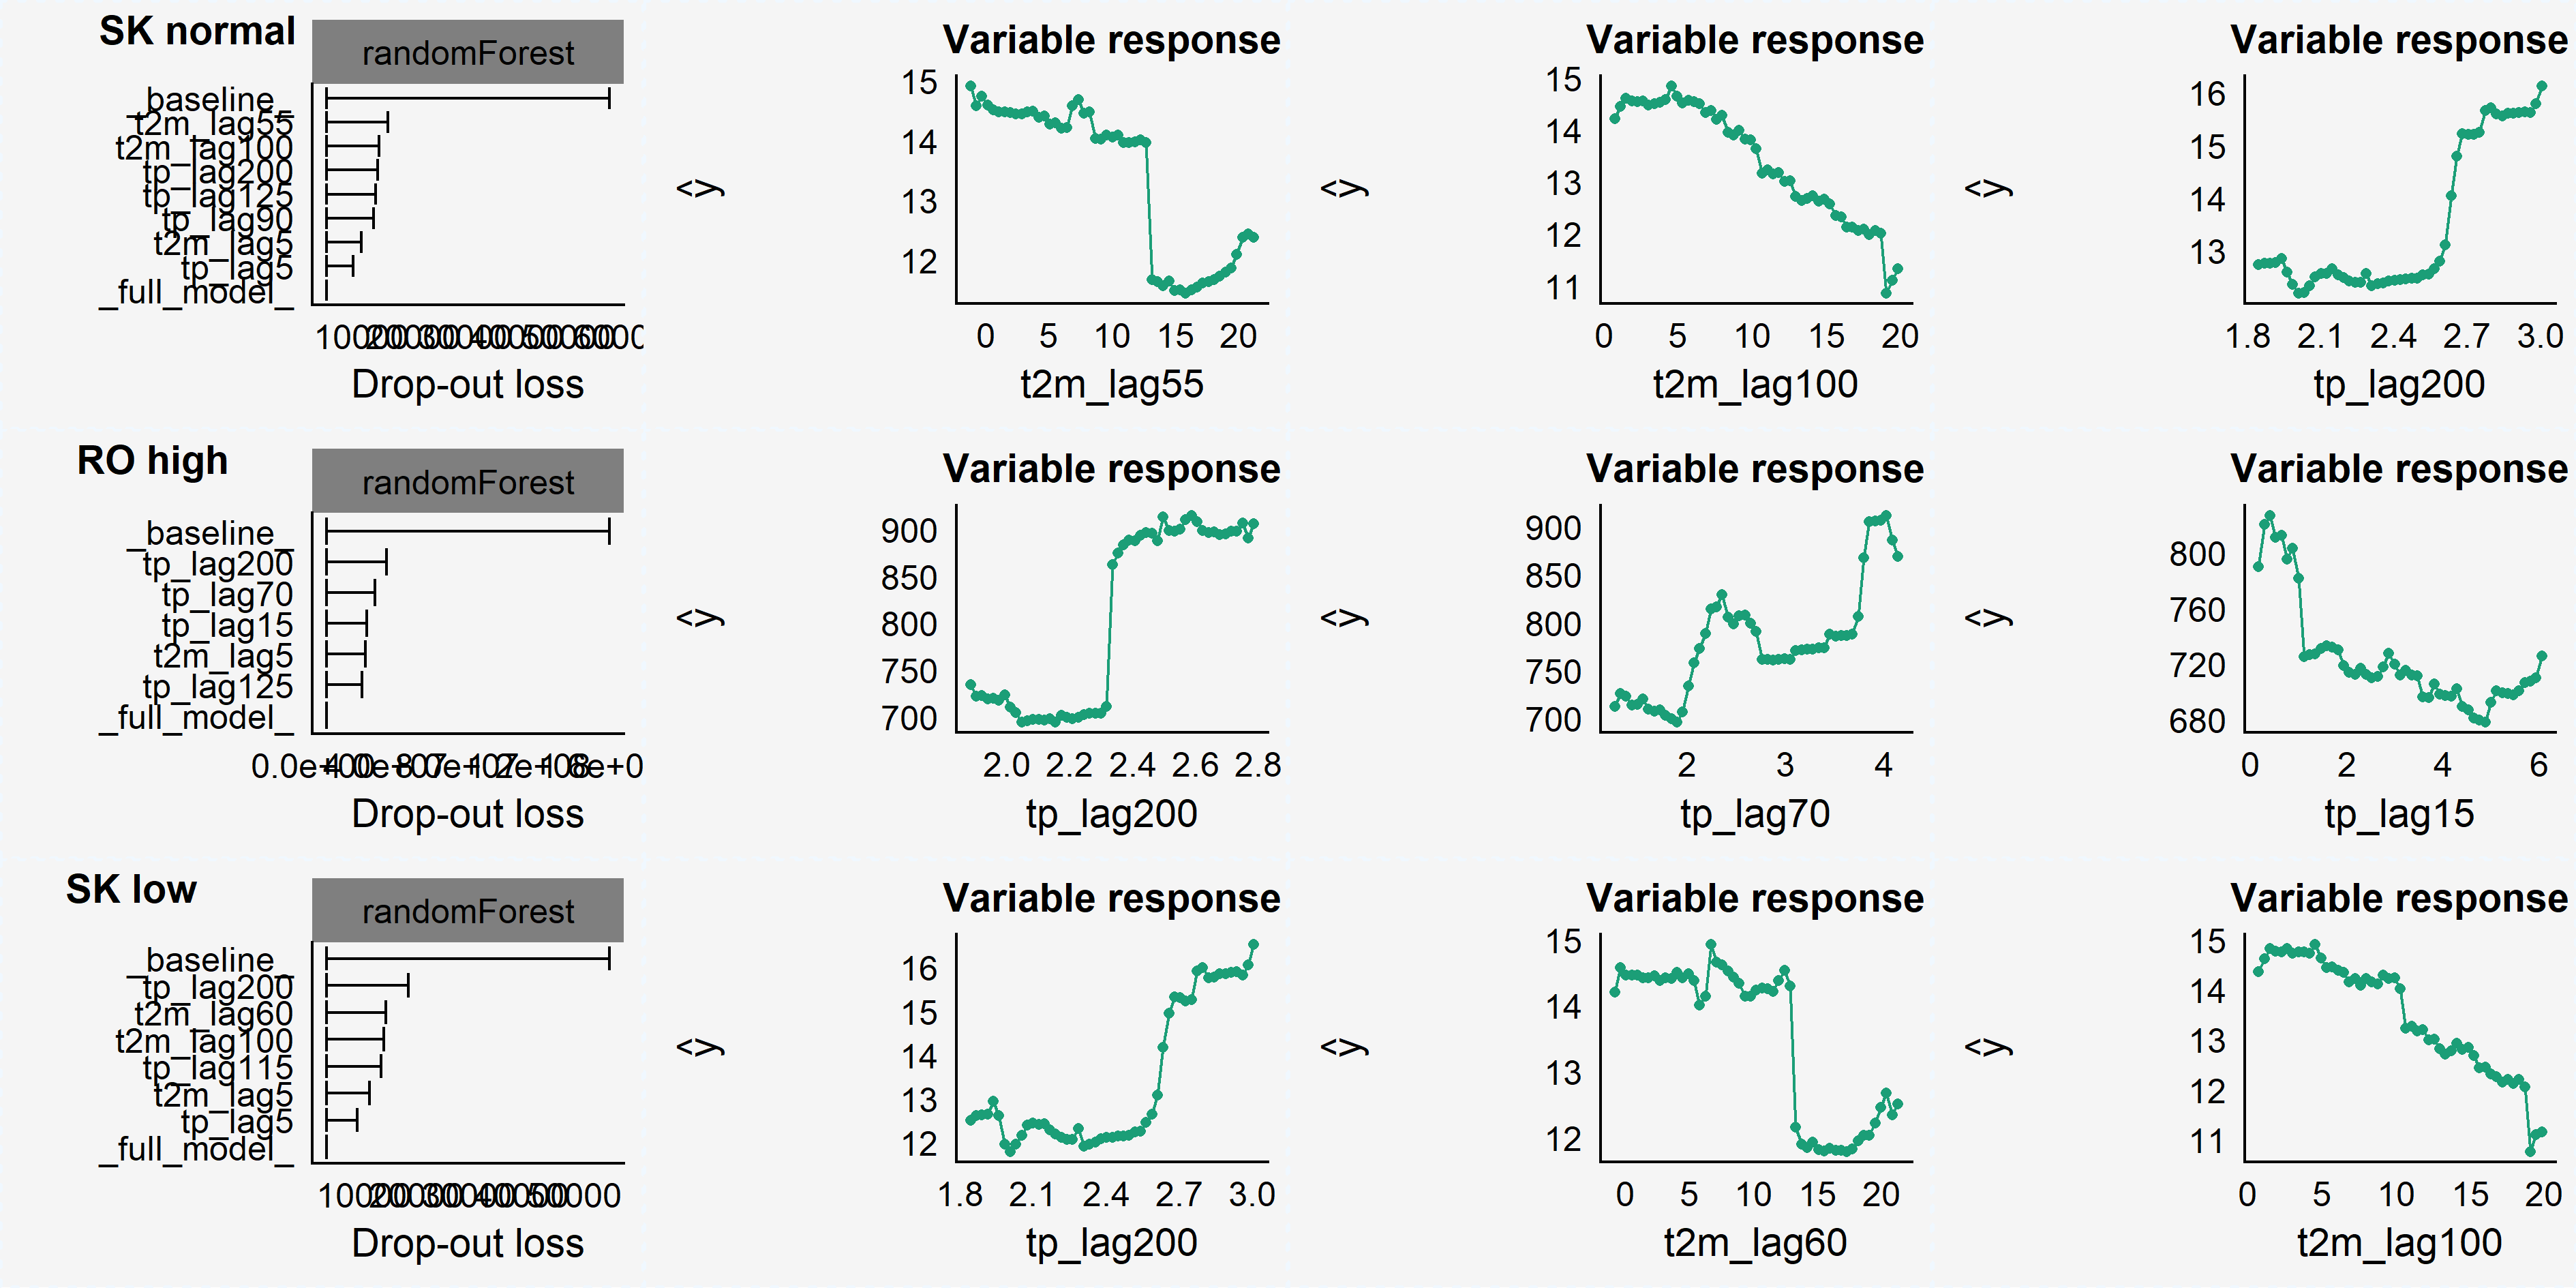 SK normal
randomForest
_baseline_
t2m_lag55
t2m_lag100
tp_lag200
tp_lag125
tp_lag90
t2m_lag5
tp_lag5
_full_model_
Drop-out loss
Variable response
ŷ
15
14
13
12
0 5 10 15 20
t2m_lag55
Variable response
ŷ
15
14
13
12
11
0 5 10 15 20
t2m_lag100
Variable response
ŷ
16
15
14
13
1.8 2.1 2.4 2.7 3.0
tp_lag200
RO high
randomForest
_baseline_
tp_lag200
tp_lag70
tp_lag15
t2m_lag5
tp_lag125
_full_model_
Drop-out loss
Variable response
ŷ
900
850
800
750
700
2.0 2.2 2.4 2.6 2.8
tp_lag200
Variable response
ŷ
900
850
800
750
700
2 3 4
tp_lag70
Variable response
ŷ
800
760
720
680
0 2 4 6
tp_lag15
SK low
randomForest
_baseline_
tp_lag200
t2m_lag60
t2m_lag100
tp_lag115
t2m_lag5
tp_lag5
_full_model_
10000 20000 30000 40000 50000
Drop-out loss
Variable response
ŷ
16
15
14
13
12
1.8 2.1 2.4 2.7 3.0
tp_lag200
Variable response
ŷ
15
14
13
12
0 5 10 15 20
t2m_lag60
Variable response
ŷ
15
14
13
12
11
0 5 10 15 20
t2m_lag100